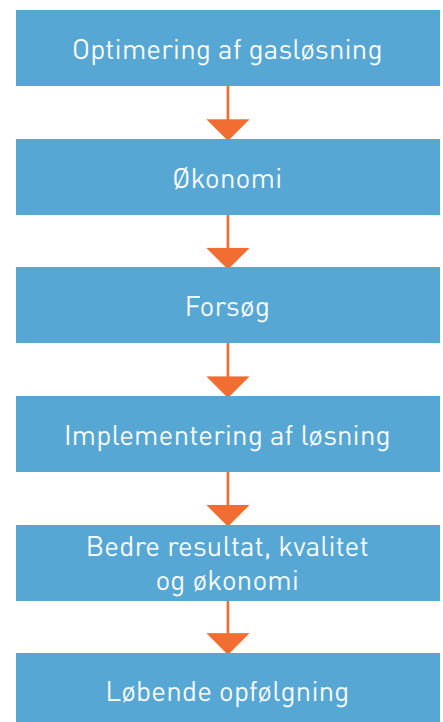 Optimering af gasløsning
Økonomi
Forsøg
Implementering af løsning
Bedre resultat, kvalitet
og økonomi
Løbende opfølgning